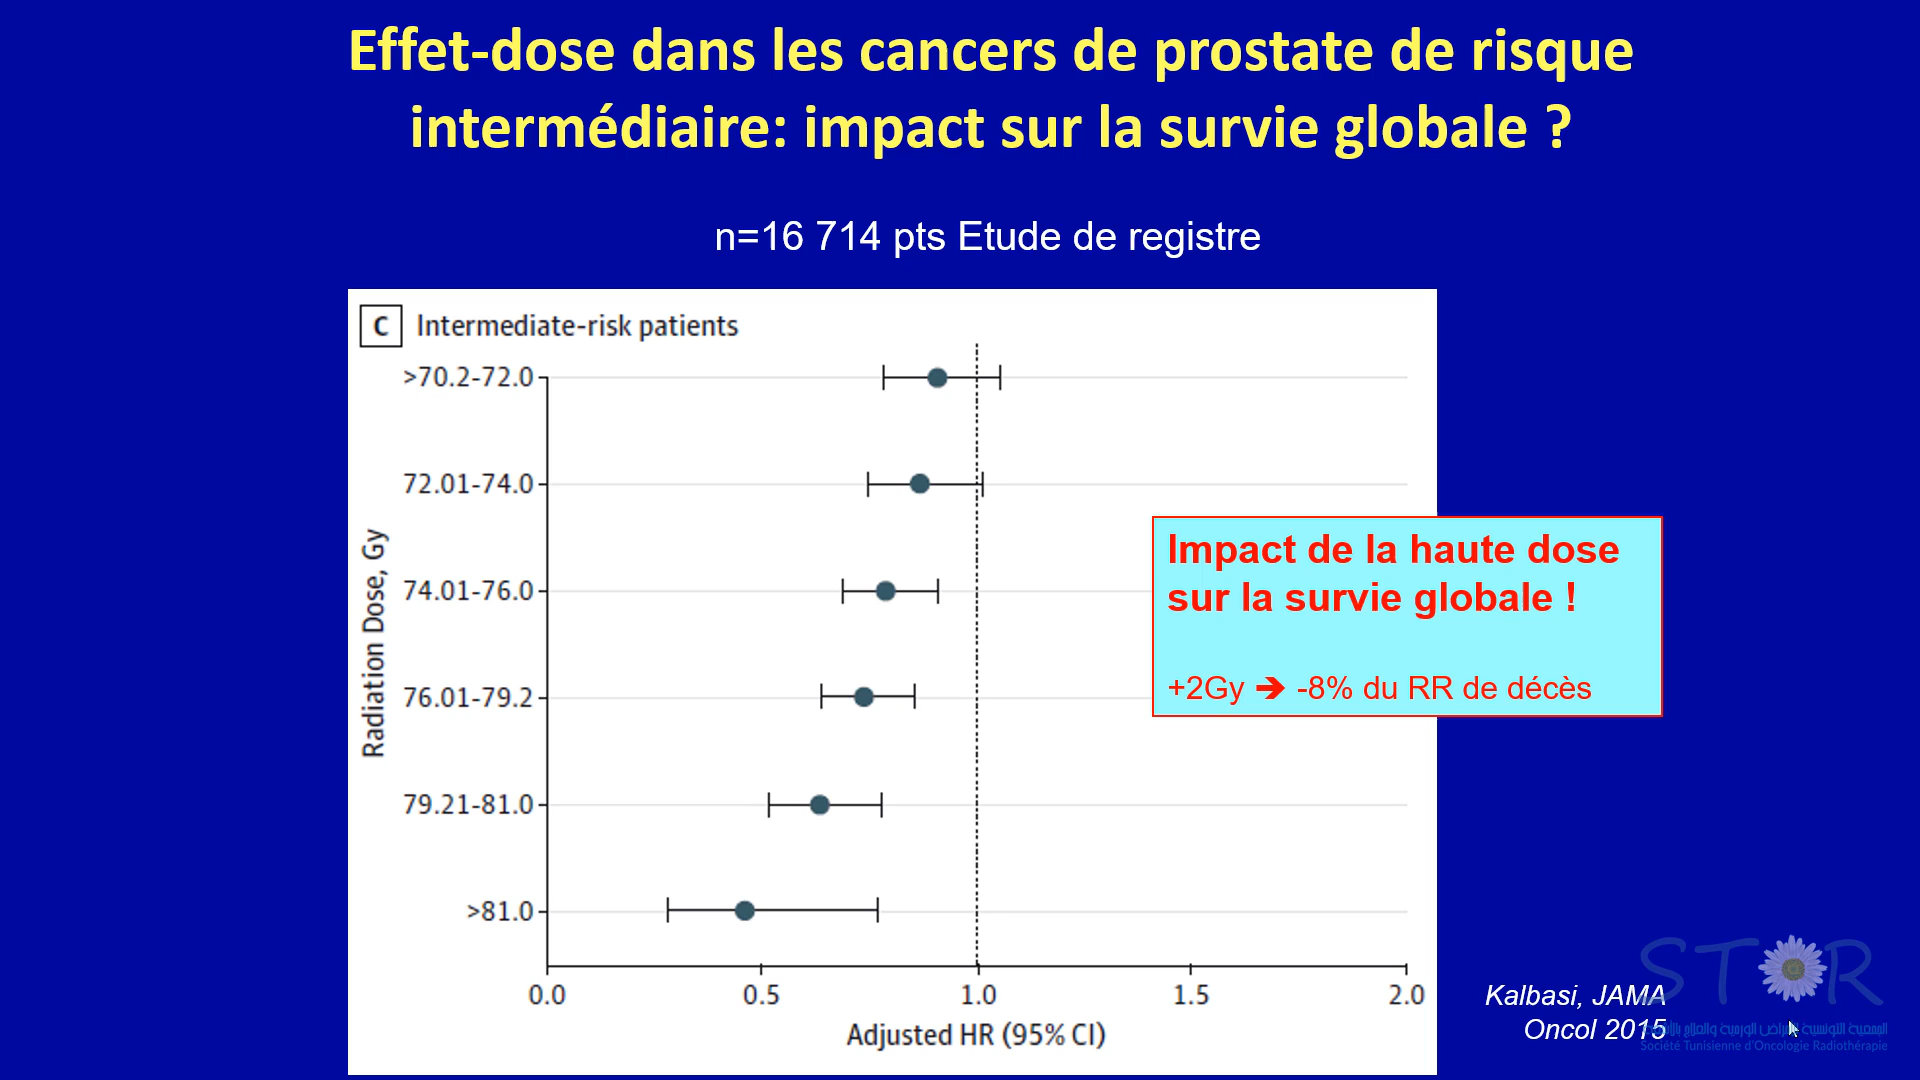 Effet-dose dans les cancers de prostate de risque
intermédiaire: impact sur la survie globale ?
n=16 714 pts Etude de registre
C Intermediate-risk patients
>70.2-72.0
72.01-74.0
74.01-76.0
76.01-79.2
79.21-81.0
>81.0
Radiation Dose, Gy
0.0 0.5 1.0 1.5 2.0
Adjusted HR (95% CI)
Impact de la haute dose
sur la survie globale !
+2Gy ➔ -8% du RR de décès
Kalbasi, JAMA
Oncol 2015
STOR
Société Tunisienne d'Oncologie Radiothérapie